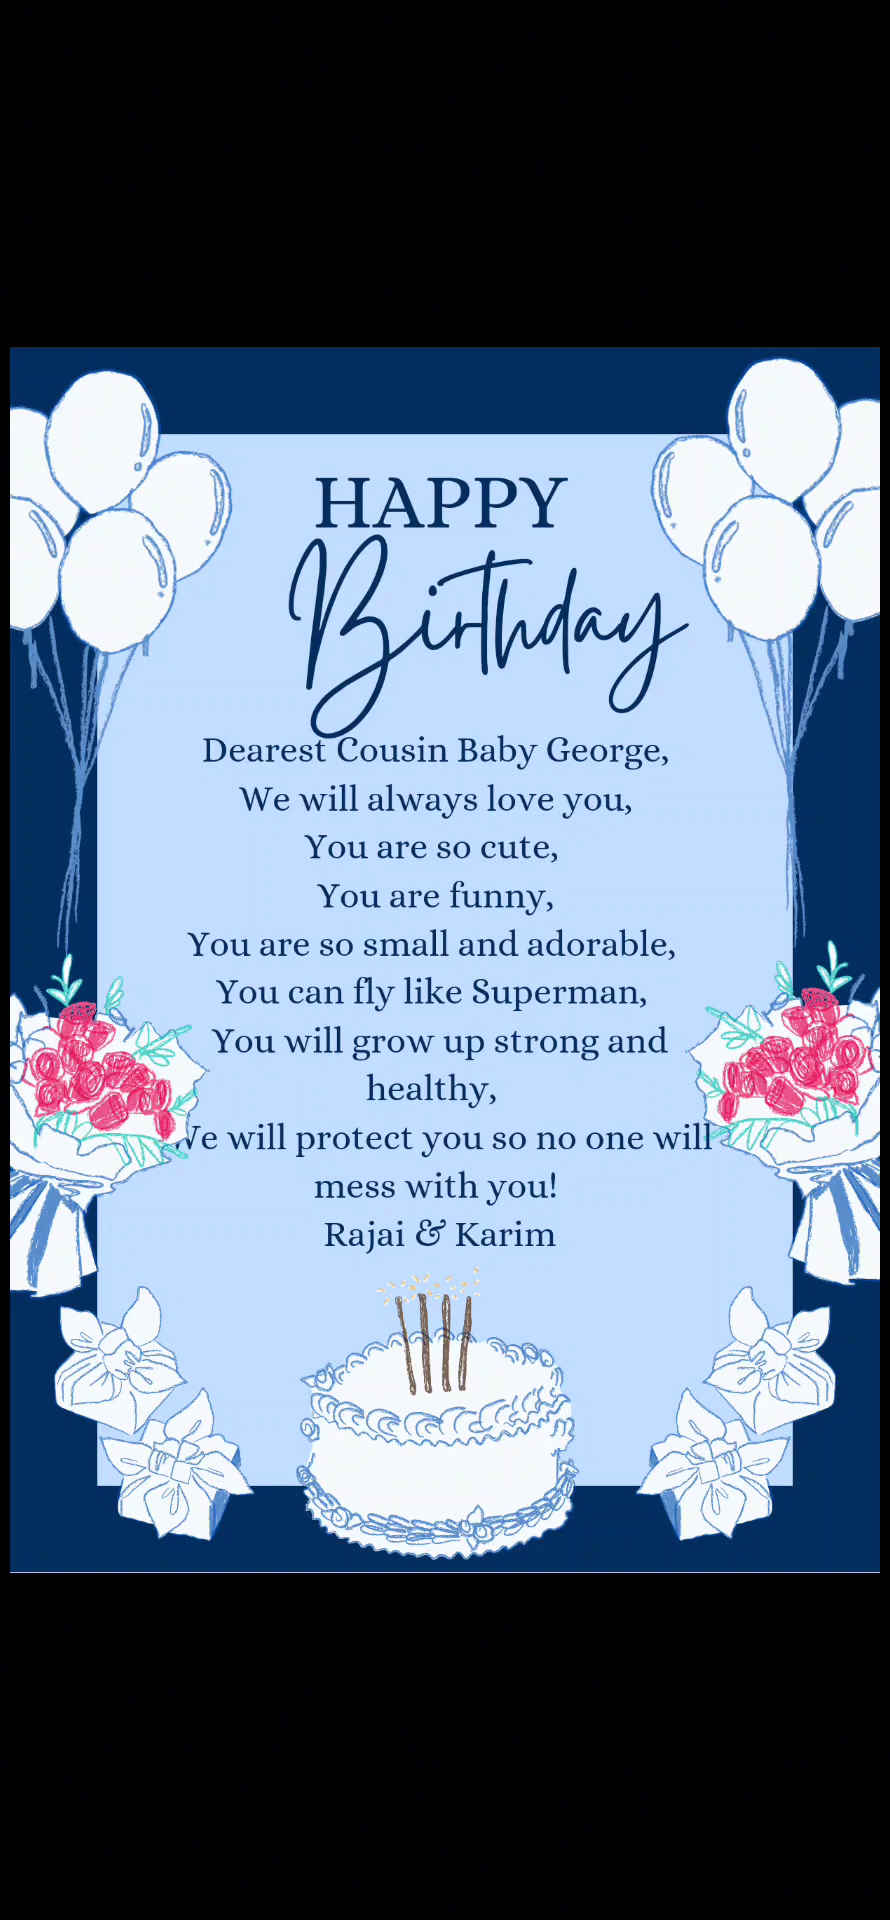 HAPPY
Birthday
Dearest Cousin Baby George,
We will always love you,
You are so cute,
You are funny,
You are so small and adorable,
You can fly like Superman,
You will grow up strong and
healthy,
We will protect you so no one will
mess with you!
Rajai & Karim